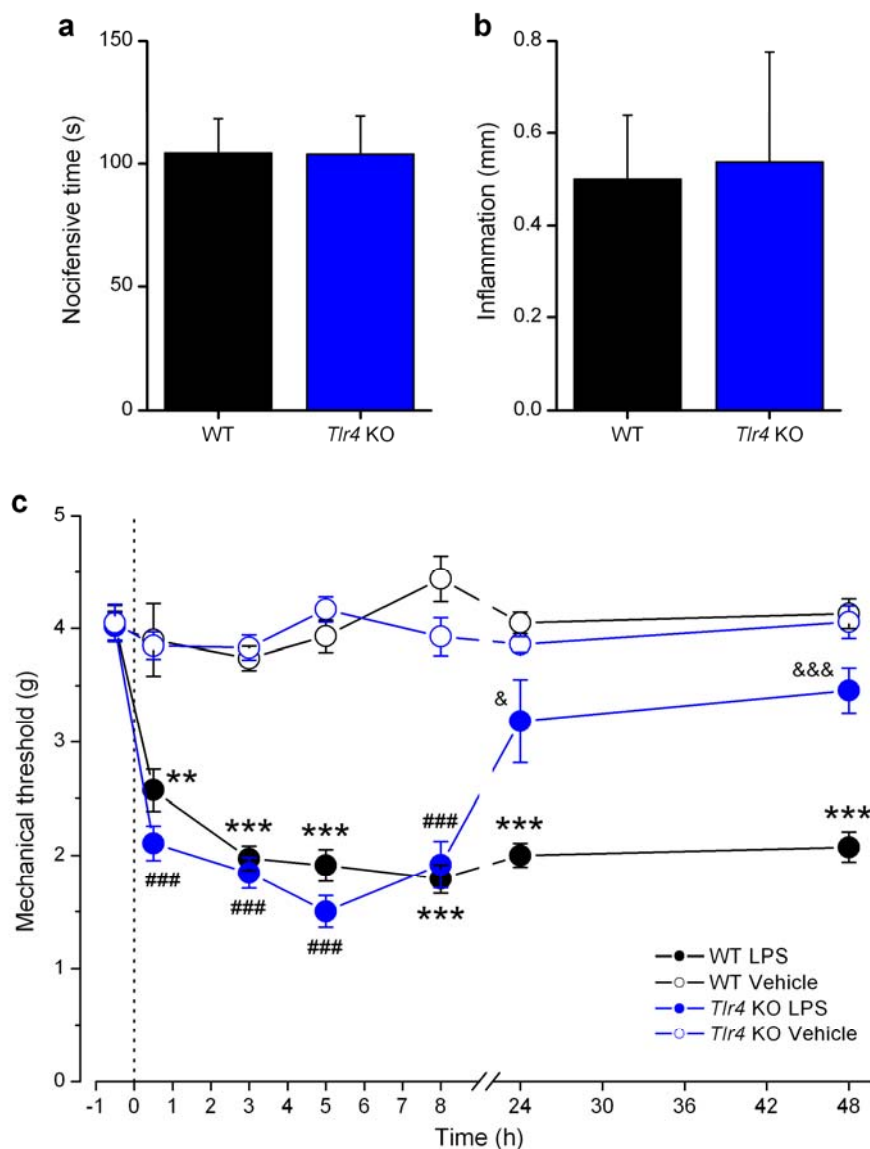 a
150
100
50
0
Nocifensive time (s)
WT
Tlr4 KO
b
0.8
0.6
0.4
0.2
0.0
Inflammation (mm)
WT
Tlr4 KO
c
5
4
3
2
1
Mechanical threshold (g)
**
***
***
***
***
***
###
###
###
###
&
&&&
WT LPS
WT Vehicle
Tlr4 KO LPS
Tlr4 KO Vehicle
-1 0 1 2 3 4 5 6 7 8 24 30 36 42 48
Time (h)